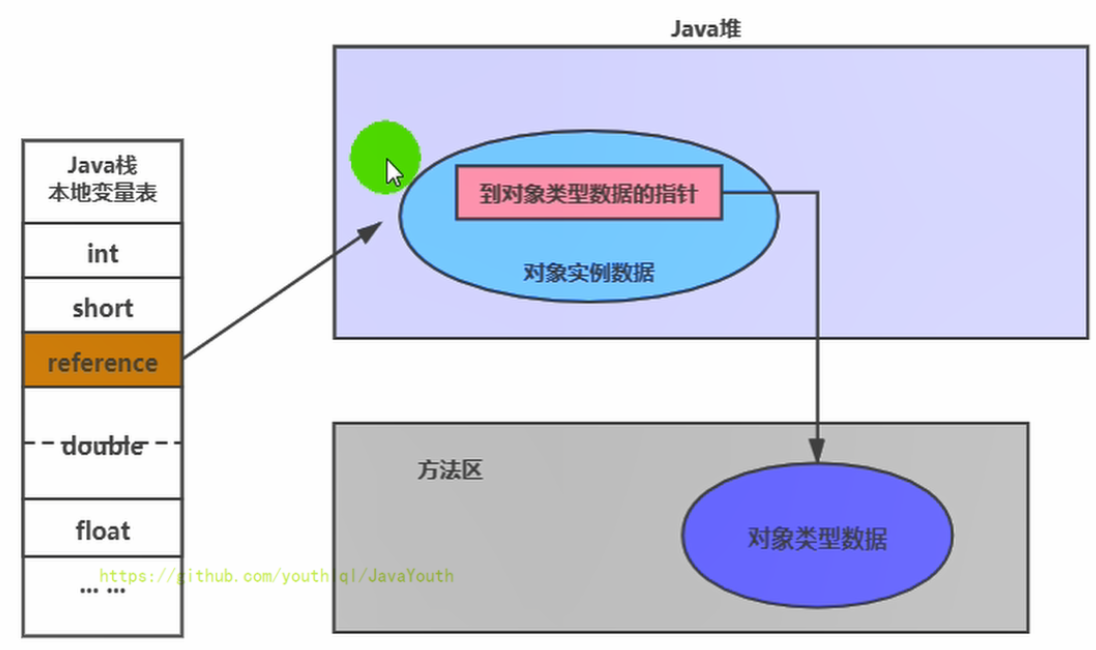 Java堆
Java栈
本地变量表
int
short
reference
double
float
... ...
到对象类型数据的指针
对象实例数据
方法区
对象类型数据
https://github.com/youthlql/JavaYouth